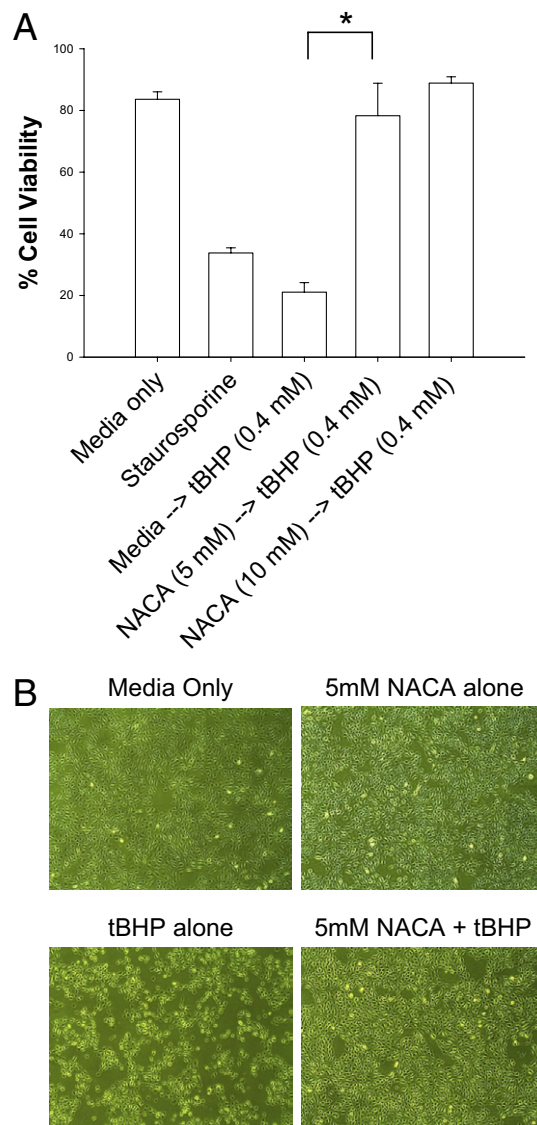 A
*
% Cell Viability
100
80
60
40
20
0
Media only
Staurosporine
Media --> tBHP (0.4 mM)
NACA (5 mM) --> tBHP (0.4 mM)
NACA (10 mM) --> tBHP (0.4 mM)
B
Media Only
5mM NACA alone
tBHP alone
5mM NACA + tBHP